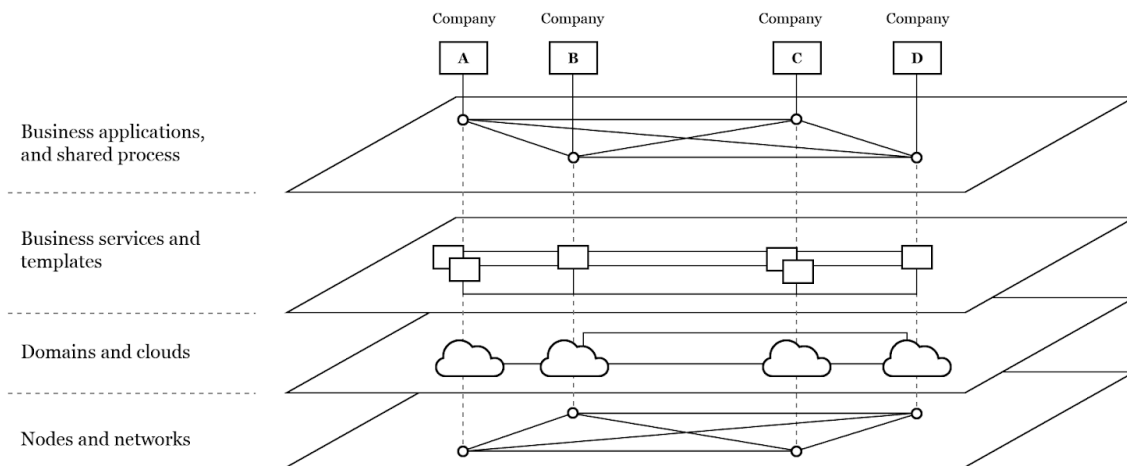 Company Company Company Company
A B C D
Business applications,
and shared process
Business services and
templates
Domains and clouds
Nodes and networks